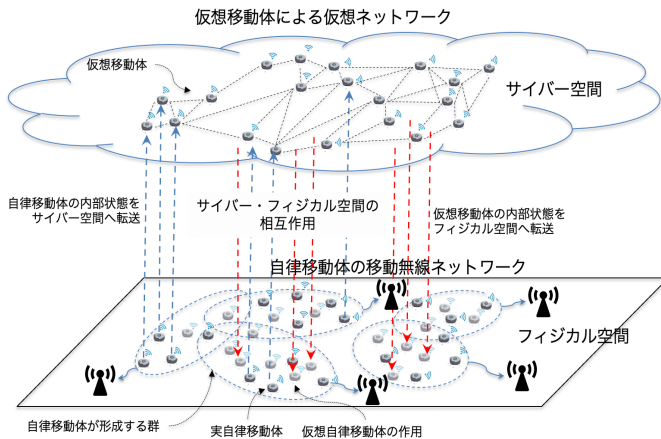 仮想移動体による仮想ネットワーク
仮想移動体
サイバー空間
自律移動体の内部状態を
サイバー空間へ転送
サイバー・フィジカル空間の
相互作用
仮想移動体の内部状態を
フィジカル空間へ転送
自律移動体の移動無線ネットワーク
フィジカル空間
自律移動体が形成する群
実自律移動体
仮想自律移動体の作用